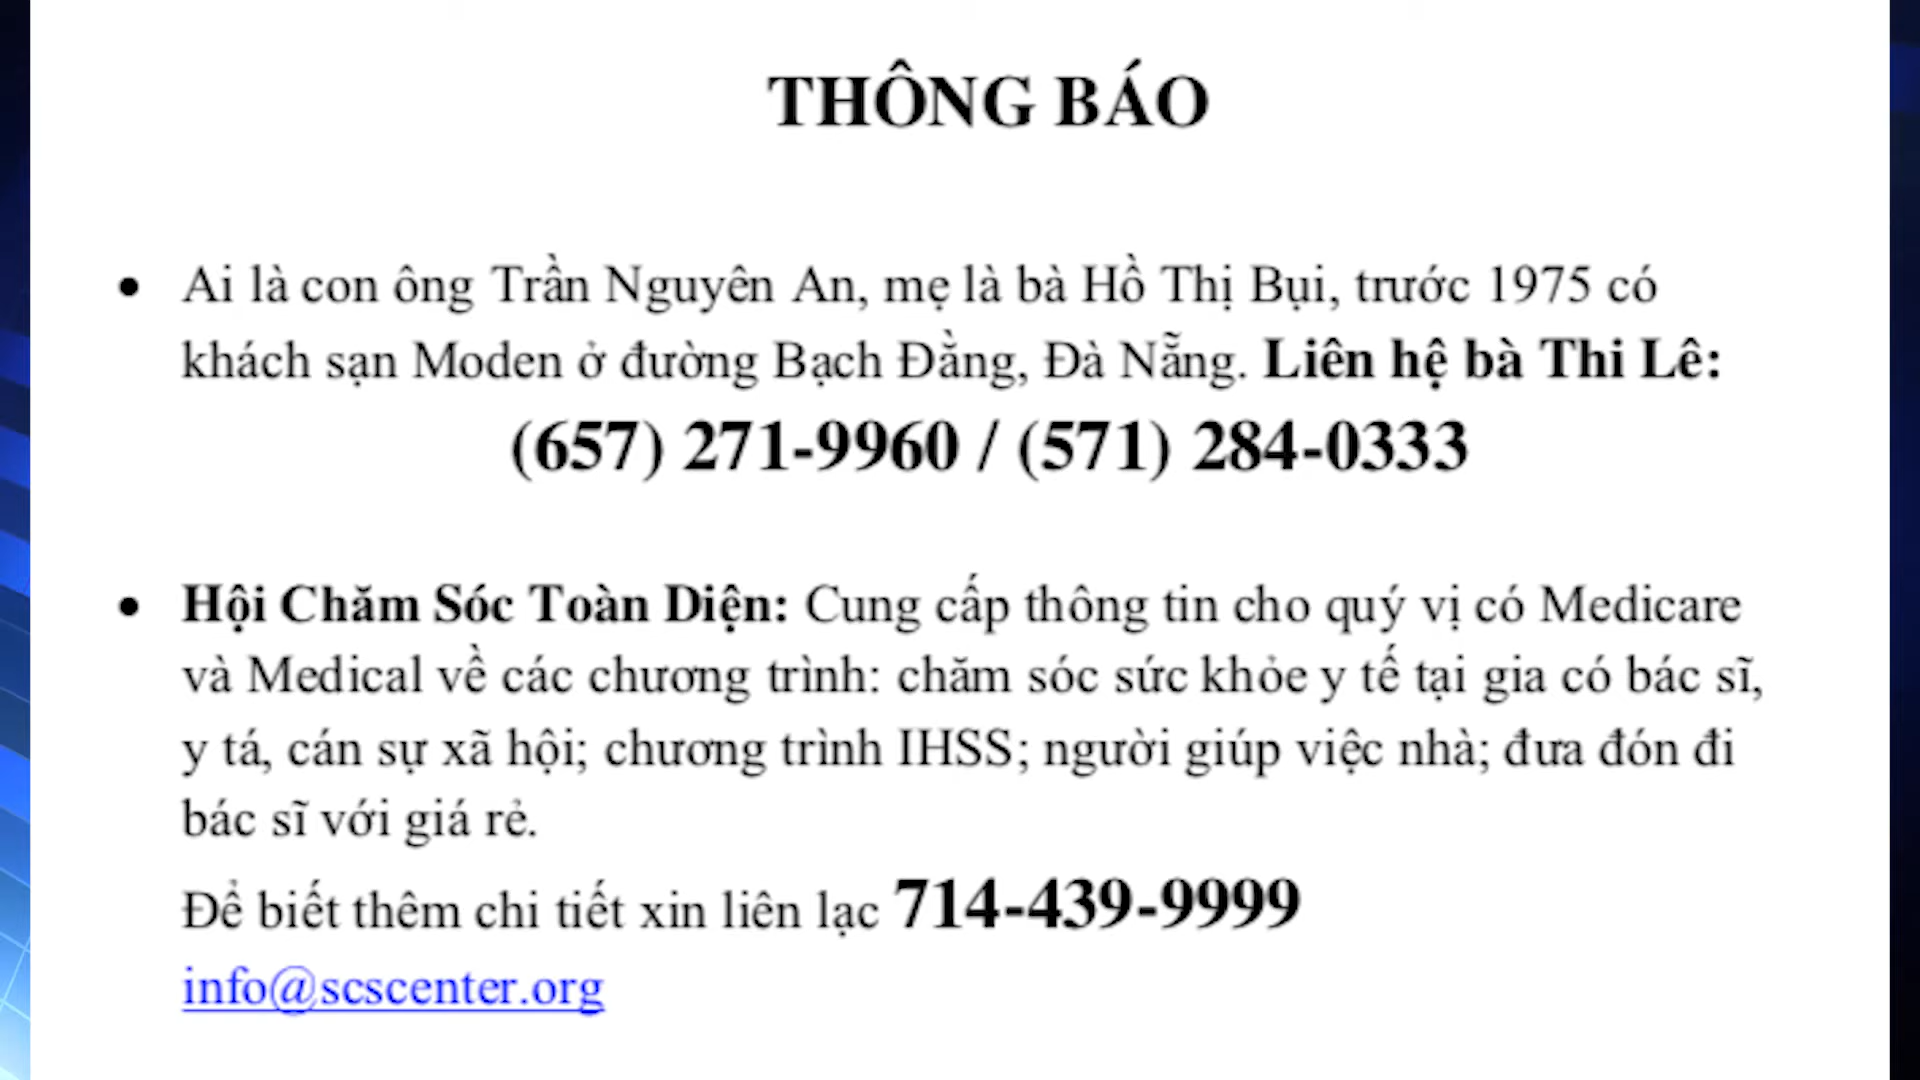 THÔNG BÁO
• Ai là con ông Trần Nguyên An, mẹ là bà Hồ Thị Bụi, trước 1975 có
khách sạn Moden ở đường Bạch Đằng, Đà Nẵng. Liên hệ bà Thi Lê:
(657) 271-9960 / (571) 284-0333
• Hội Chăm Sóc Toàn Diện: Cung cấp thông tin cho quý vị có Medicare
và Medical về các chương trình: chăm sóc sức khỏe y tế tại gia có bác sĩ,
y tá, cán sự xã hội; chương trình IHSS; người giúp việc nhà; đưa đón đi
bác sĩ với giá rẻ.
Để biết thêm chi tiết xin liên lạc 714-439-9999
info@scscenter.org